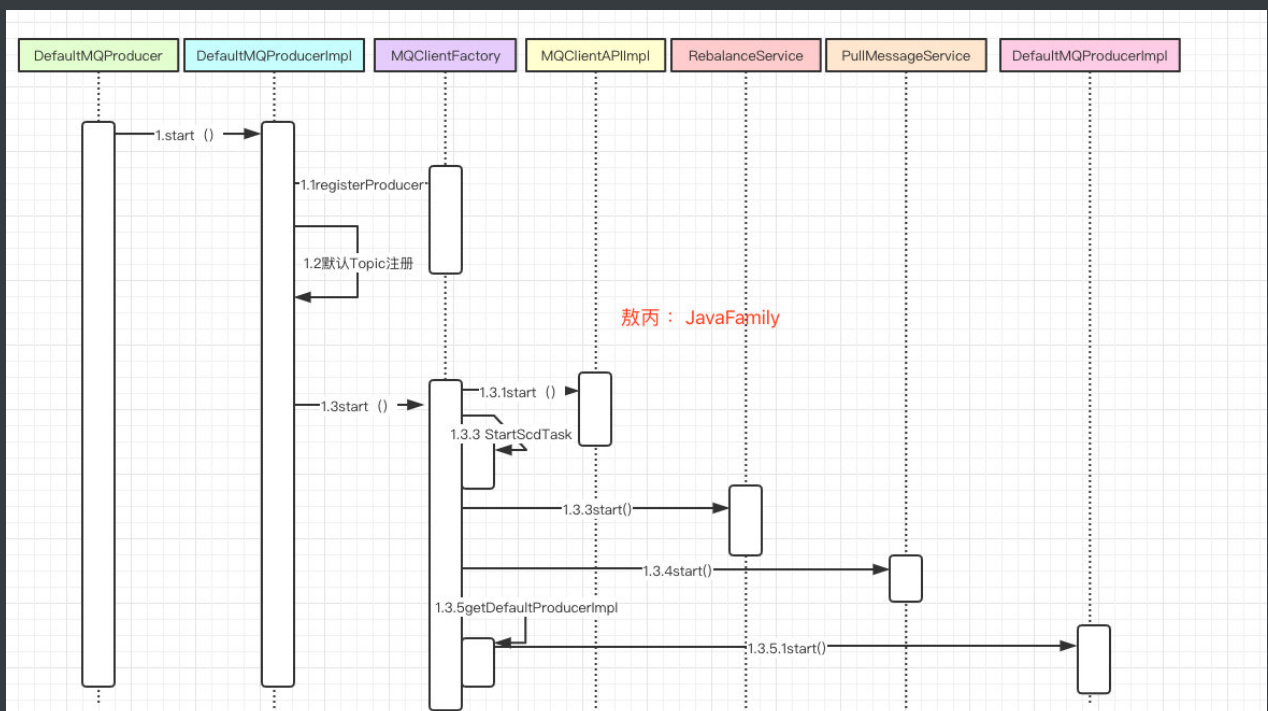 DefaultMQProducer
DefaultMQProducerImpl
MQClientFactory
MQClientAPIImpl
RebalanceService
PullMessageService
DefaultMQProducerImpl
1.start（）
1.1registerProducer
1.2默认Topic注册
敖丙： JavaFamily
1.3.1start（）
1.3start（）
1.3.3 StartScdTask
1.3.3start()
1.3.4start()
1.3.5getDefaultProducerImpl
1.3.5.1start()